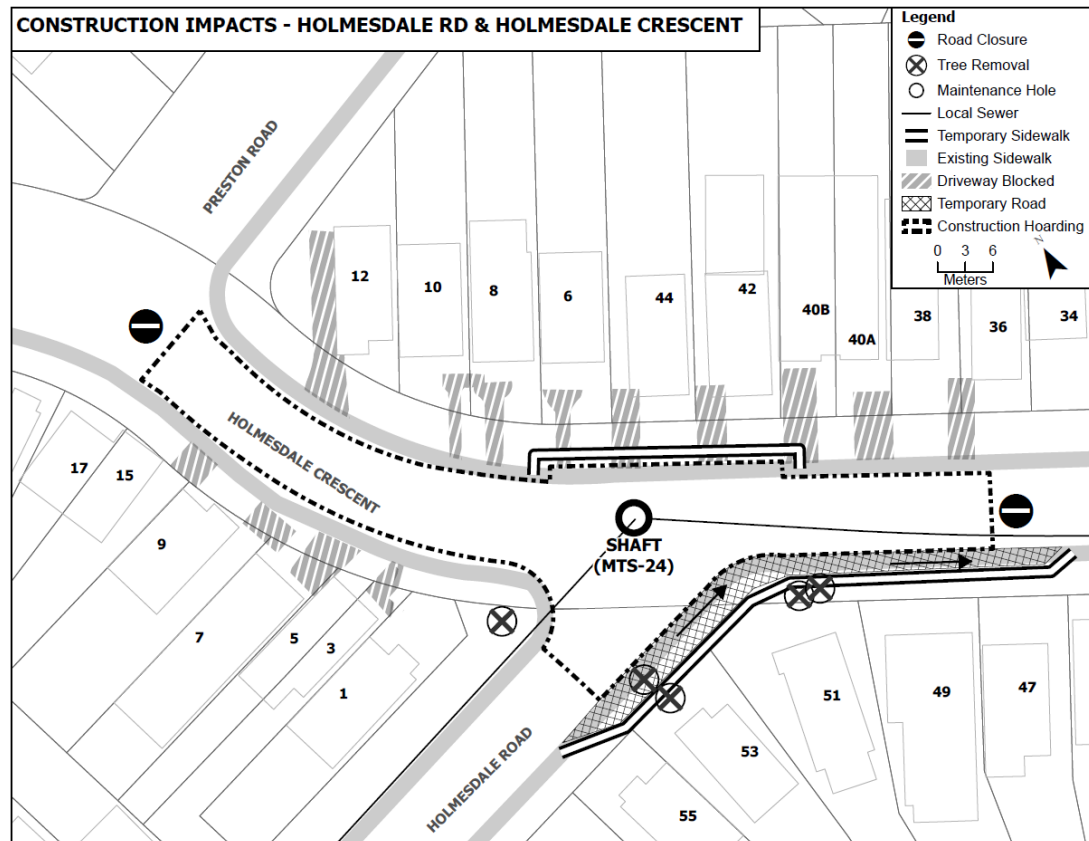 CONSTRUCTION IMPACTS - HOLMESDALE RD & HOLMESDALE CRESCENT
Legend
Road Closure
Tree Removal
Maintenance Hole
Local Sewer
Temporary Sidewalk
Existing Sidewalk
Driveway Blocked
Temporary Road
Construction Hoarding
0 3 6
Meters
N
PRESTON ROAD
12
10
8
6
44
42
40B
40A
38
36
34
HOLMESDALE CRESCENT
17
15
9
7
5
3
1
SHAFT
(MTS-24)
HOLMESDALE ROAD
51
49
47
53
55